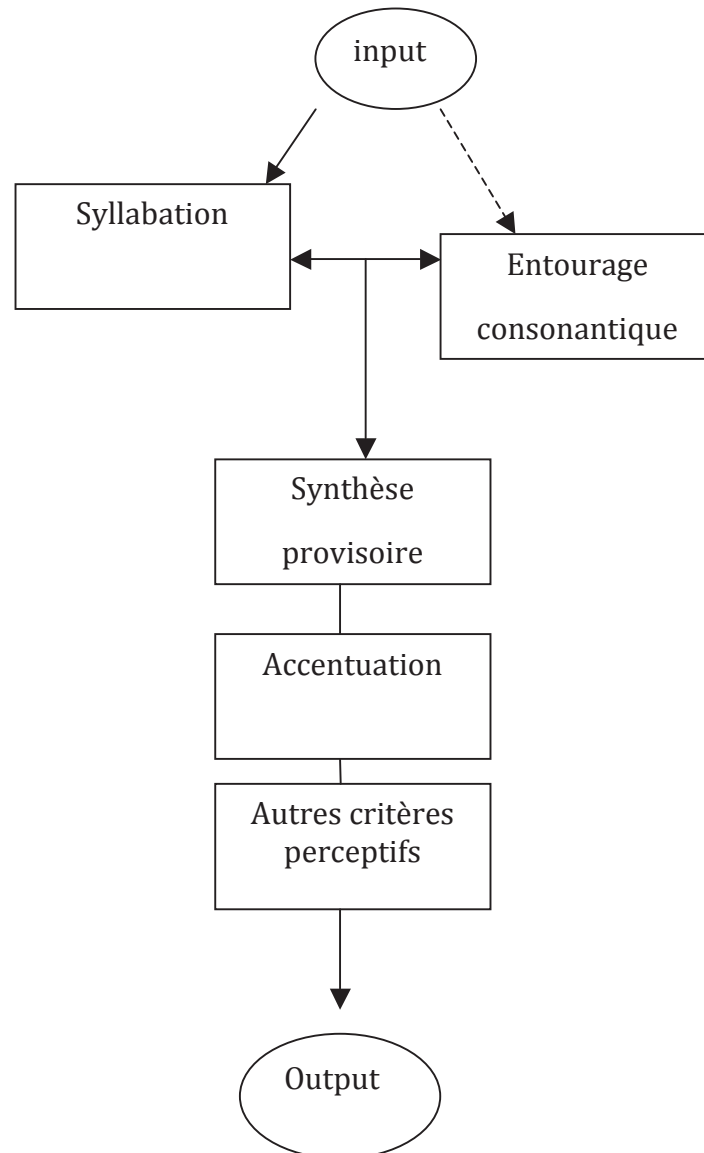 input
Syllabation
Entourage
consonantique
Synthèse
provisoire
Accentuation
Autres critères
perceptifs
Output